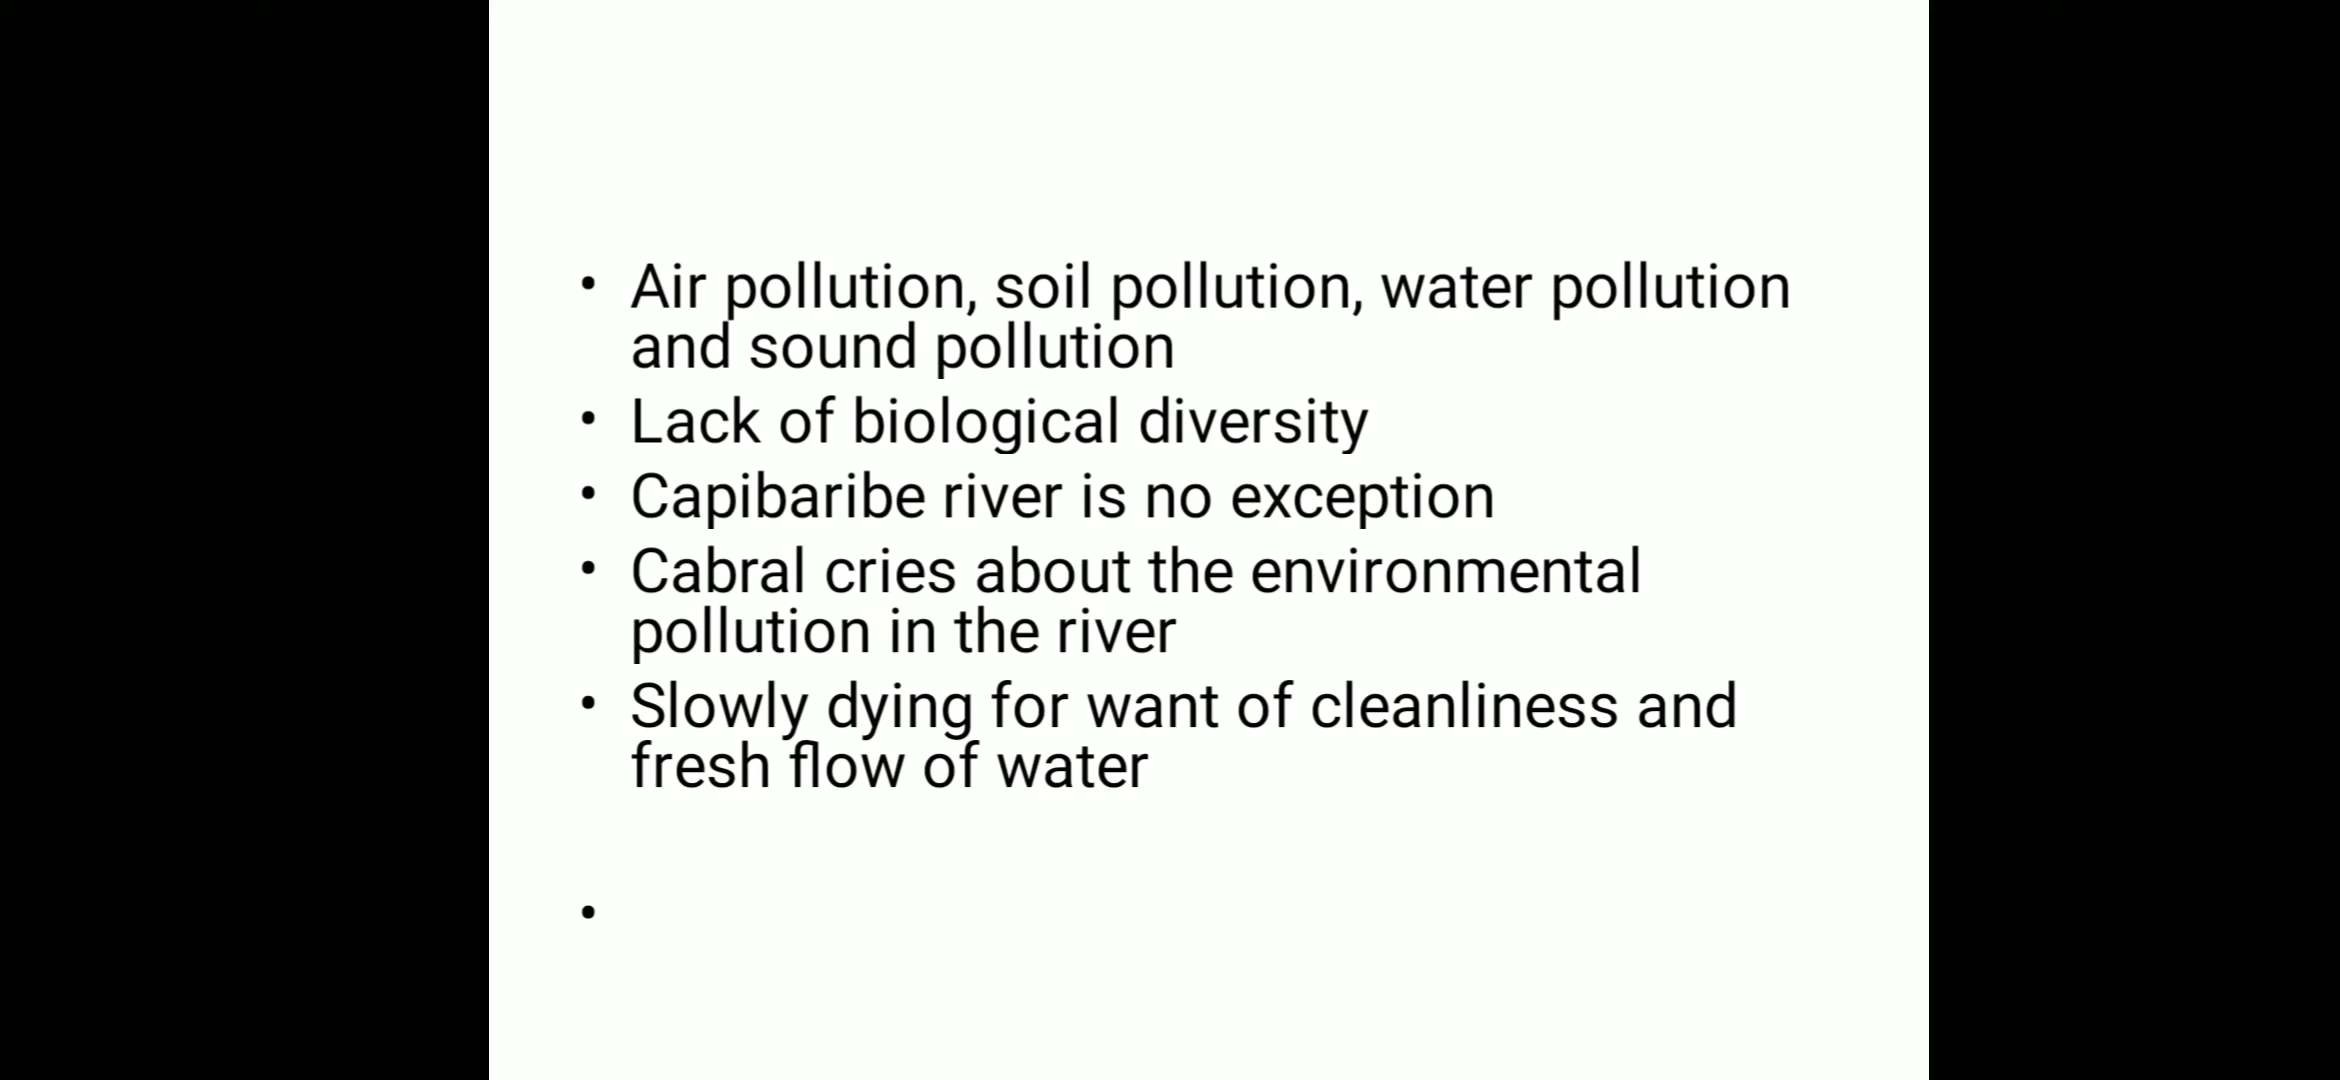 • Air pollution, soil pollution, water pollution
and sound pollution
• Lack of biological diversity
• Capibaribe river is no exception
• Cabral cries about the environmental
pollution in the river
• Slowly dying for want of cleanliness and
fresh flow of water
•